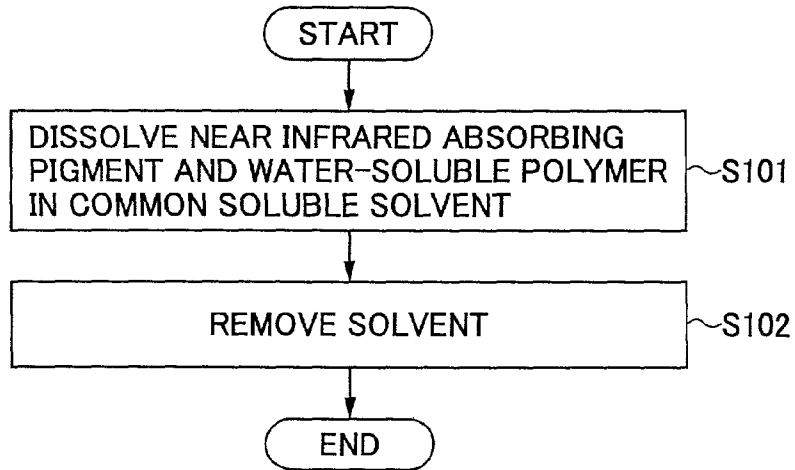 START
DISSOLVE NEAR INFRARED ABSORBING
PIGMENT AND WATER-SOLUBLE POLYMER
IN COMMON SOLUBLE SOLVENT
S101
REMOVE SOLVENT
S102
END